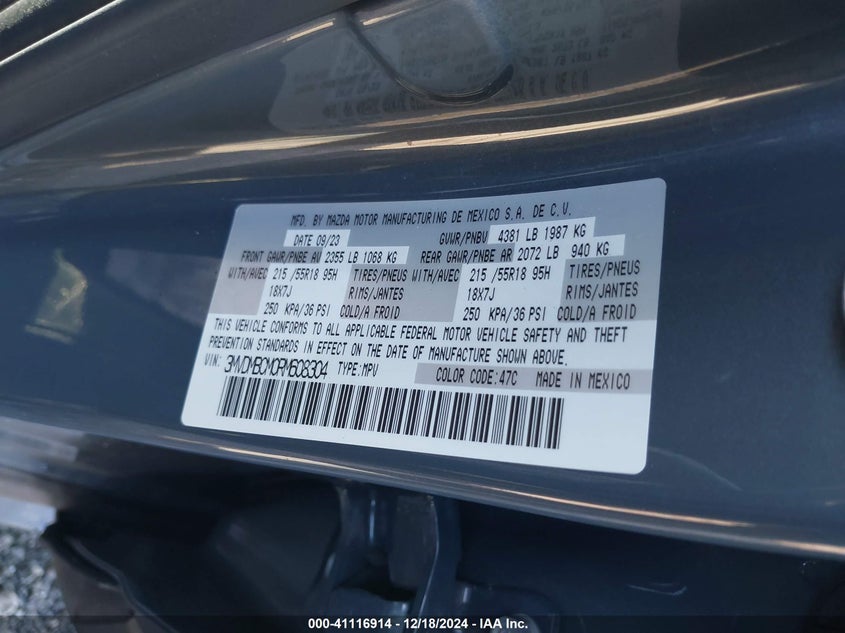 MFD. BY MAZDA MOTOR MANUFACTURING DE MEXICO S.A. DE C.V.
DATE 09/23 GVWR/PNBV 4381 LB 1987 KG
FRONT GAWR/PNBE AV 2355 LB 1068 KG REAR GAWR/PNBE AR 2072 LB 940 KG
WITH/AVEC 215 /55R18 95H TIRES/PNEUS WITH/AVEC 215 /55R18 95H TIRES/PNEUS
18X7J RIMS/JANTES 18X7J RIMS/JANTES
250 KPA/36 PSI COLD/A FROID 250 KPA/36 PSI COLD/A FROID
THIS VEHICLE CONFORMS TO ALL APPLICABLE FEDERAL MOTOR VEHICLE SAFETY AND THEFT
PREVENTION STANDARDS IN EFFECT ON THE DATE OF MANUFACTURE SHOWN ABOVE.
VIN: 3MVDMBCM0RM608304 TYPE:MPV COLOR CODE:47C MADE IN MEXICO
000-41116914 / 12/18/2024 - IAA Inc.